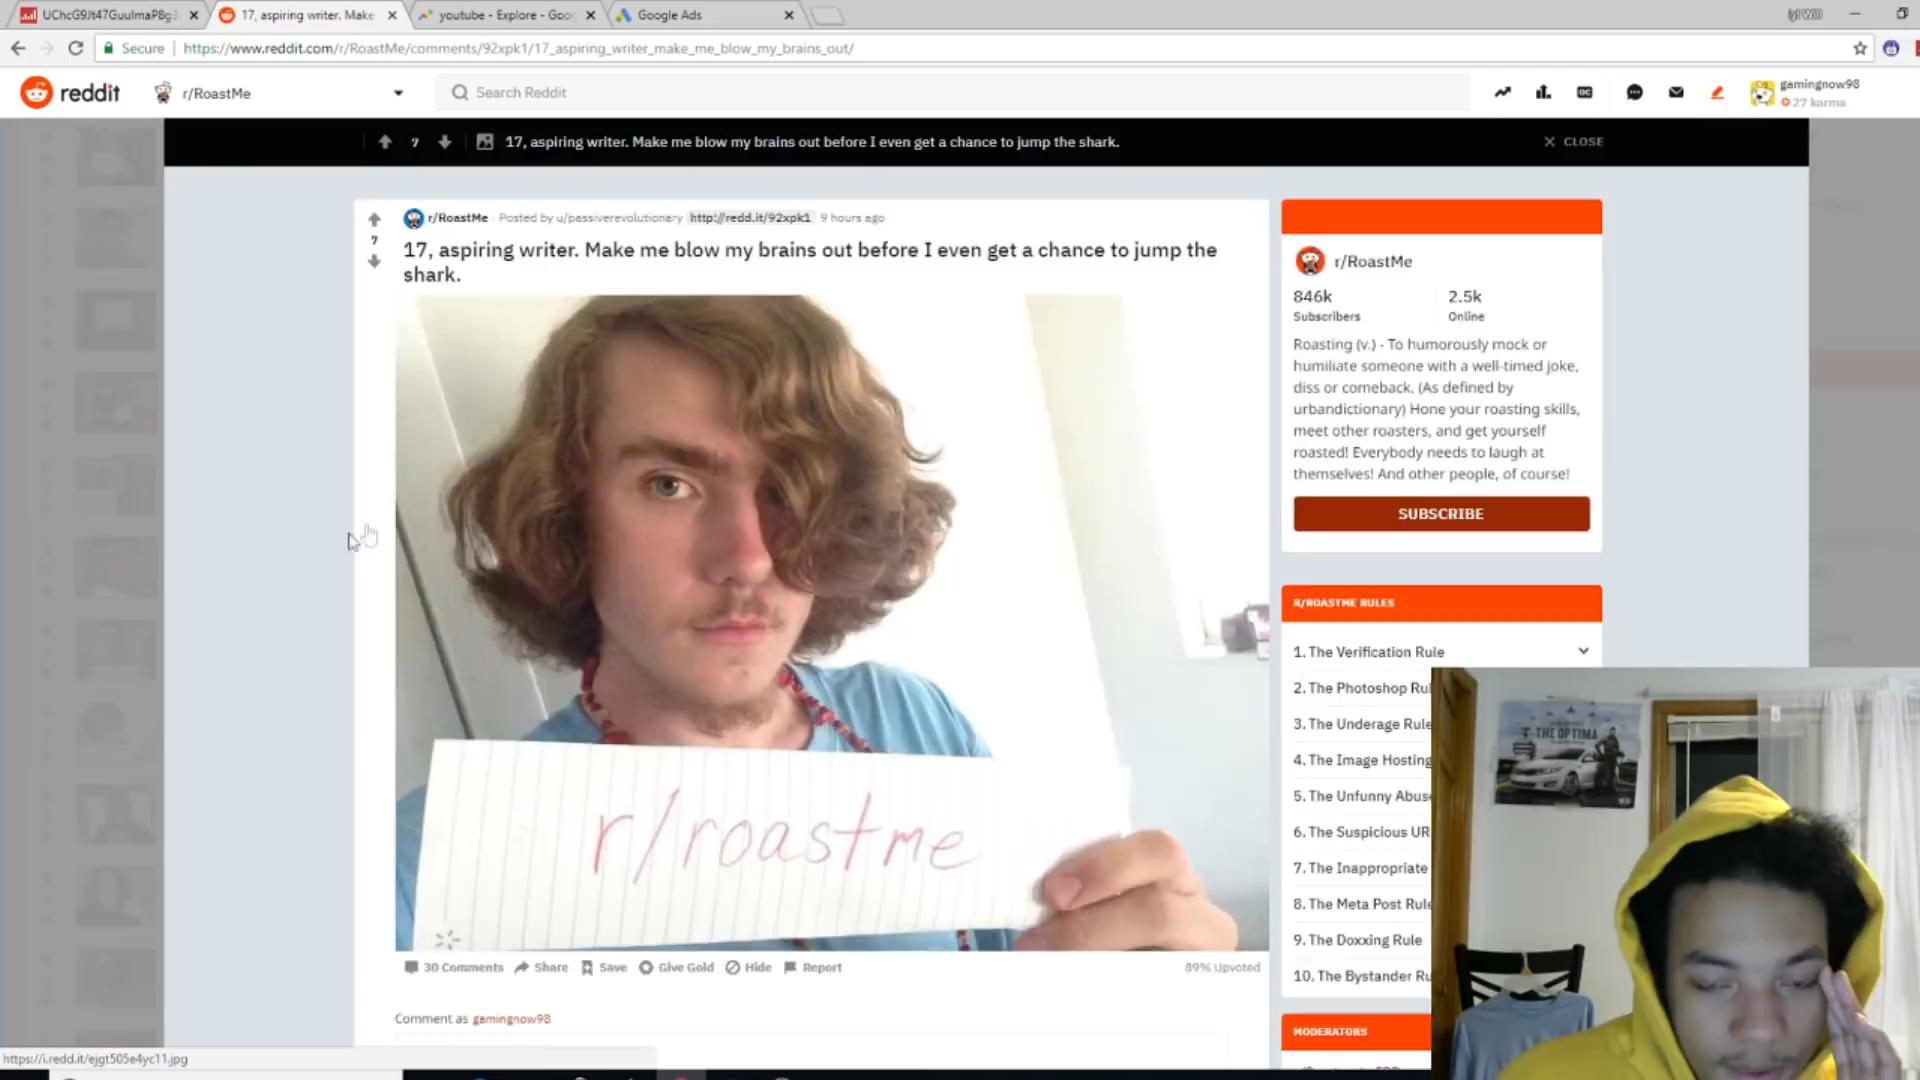 UChcG9Jt47GuulmaP8g
17, aspiring writer. Make
youtube - Explore - Goo
Google Ads
Secure
https://www.reddit.com/r/RoastMe/comments/92xpk1/17_aspiring_writer_make_me_blow_my_brains_out/
reddit
r/RoastMe
Search Reddit
gamingnow98
27 karma
7
17, aspiring writer. Make me blow my brains out before I even get a chance to jump the shark.
CLOSE
r/RoastMe · Posted by u/passiverevolutionary http://redd.it/92xpk1 9 hours ago
7
17, aspiring writer. Make me blow my brains out before I even get a chance to jump the
shark.
r/roastme
30 Comments
Share
Save
Give Gold
Hide
Report
89% Upvoted
Comment as gamingnow98
https://i.redd.it/ejgt505e4yc11.jpg
r/RoastMe
846k
Subscribers
2.5k
Online
Roasting (v.) - To humorously mock or
humiliate someone with a well-timed joke,
diss or comeback. (As defined by
urbandictionary) Hone your roasting skills,
meet other roasters, and get yourself
roasted! Everybody needs to laugh at
themselves! And other people, of course!
SUBSCRIBE
R/ROASTME RULES
1. The Verification Rule
2. The Photoshop Ru
3. The Underage Rule
4. The Image Hosting
5. The Unfunny Abus
6. The Suspicious UR
7. The Inappropriate
8. The Meta Post Rule
9. The Doxxing Rule
10. The Bystander Ru
MODERATORS
THE OPTIMA